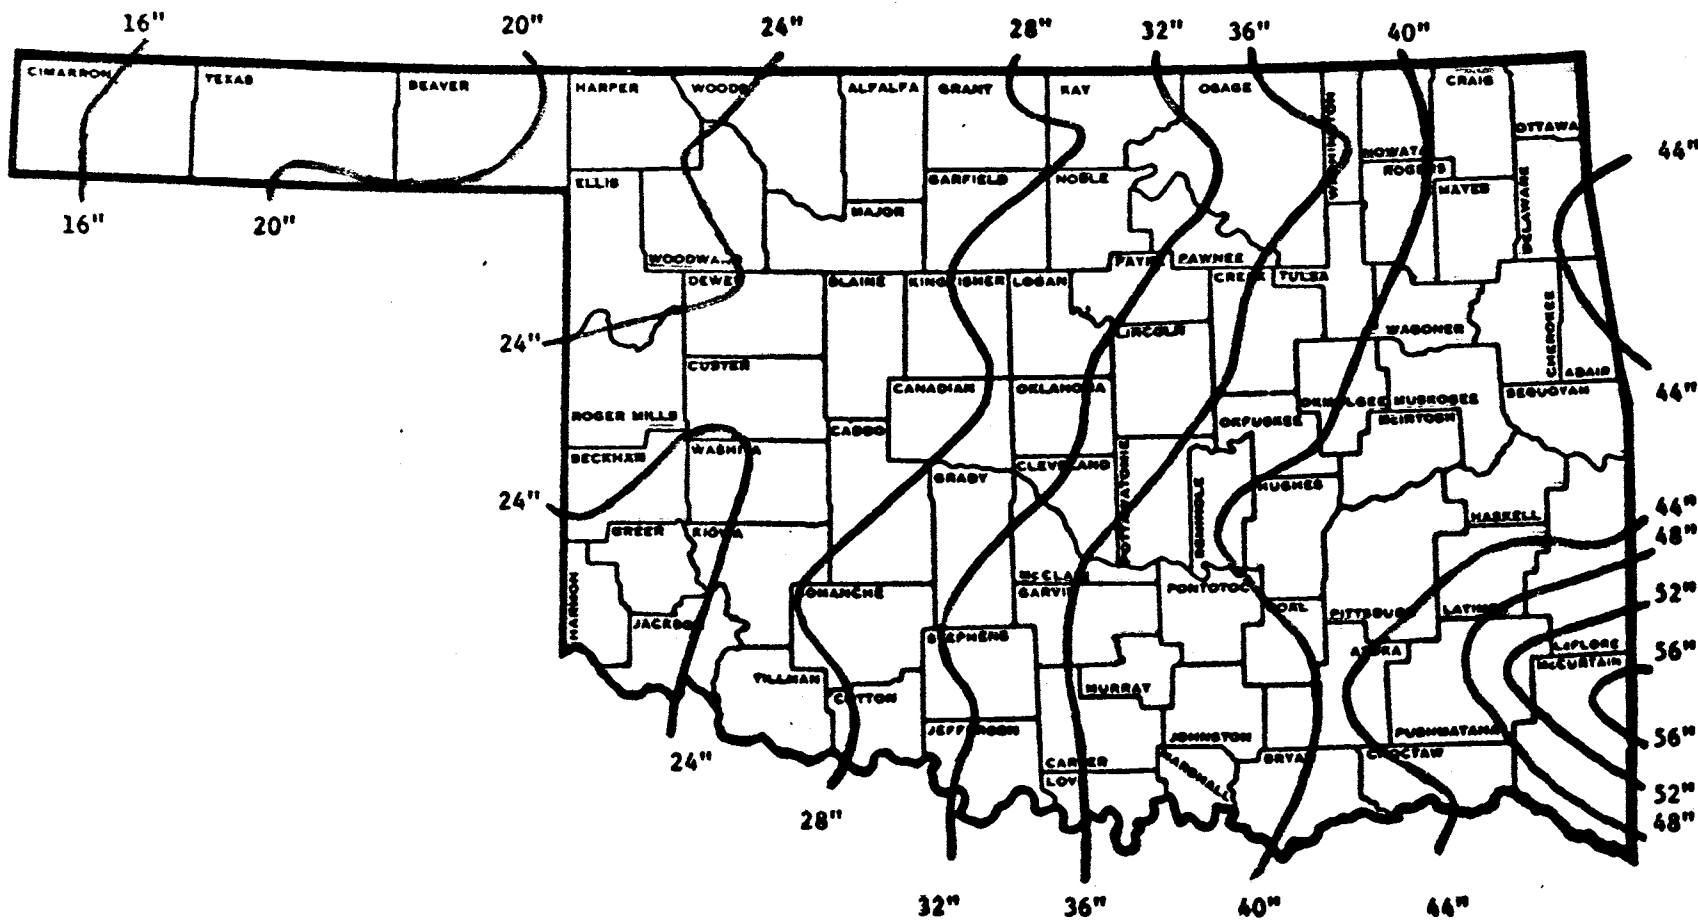 16" 20" 24" 28" 32" 36" 40"
CIMARRON TEXAS BEAVER HARPER WOODS ALFALFA GRANT KAY OSAGE WASHINGTON NOWATA CRAIG OTTAWA
44"
ROGERS MAYES DELAWARE
ELLIS WOODWARD MAJOR GARFIELD NOBLE PAWNEE
16" 20"
PAYNE
DEWEY BLAINE KINGFISHER LOGAN CREEK TULSA
24"
LINCOLN WAGONER CHEROKEE ADAIR
44"
CUSTER CANADIAN OKLAHOMA OKMULGEE MUSKOGEE SEQUOYAH
ROGER MILLS CADDO OKFUSKEE McINTOSH
BECKHAM WASHITA GRADY CLEVELAND POTTAWATOMIE SEMINOLE HUGHES
24"
HASKELL
44"
GREER KIOWA
48"
HARMON JACKSON COMANCHE McCLAIN GARVIN PONTOTOC COAL PITTSBURG LATIMER
52"
STEPHENS ATOKA LeFLORE
56"
McCURTAIN
TILLMAN COTTON MURRAY
JEFFERSON JOHNSTON PUSHMATAHA
56"
24"
CARTER MARSHALL BRYAN CHOCTAW
LOVE
52"
28"
48"
32" 36" 40" 44"